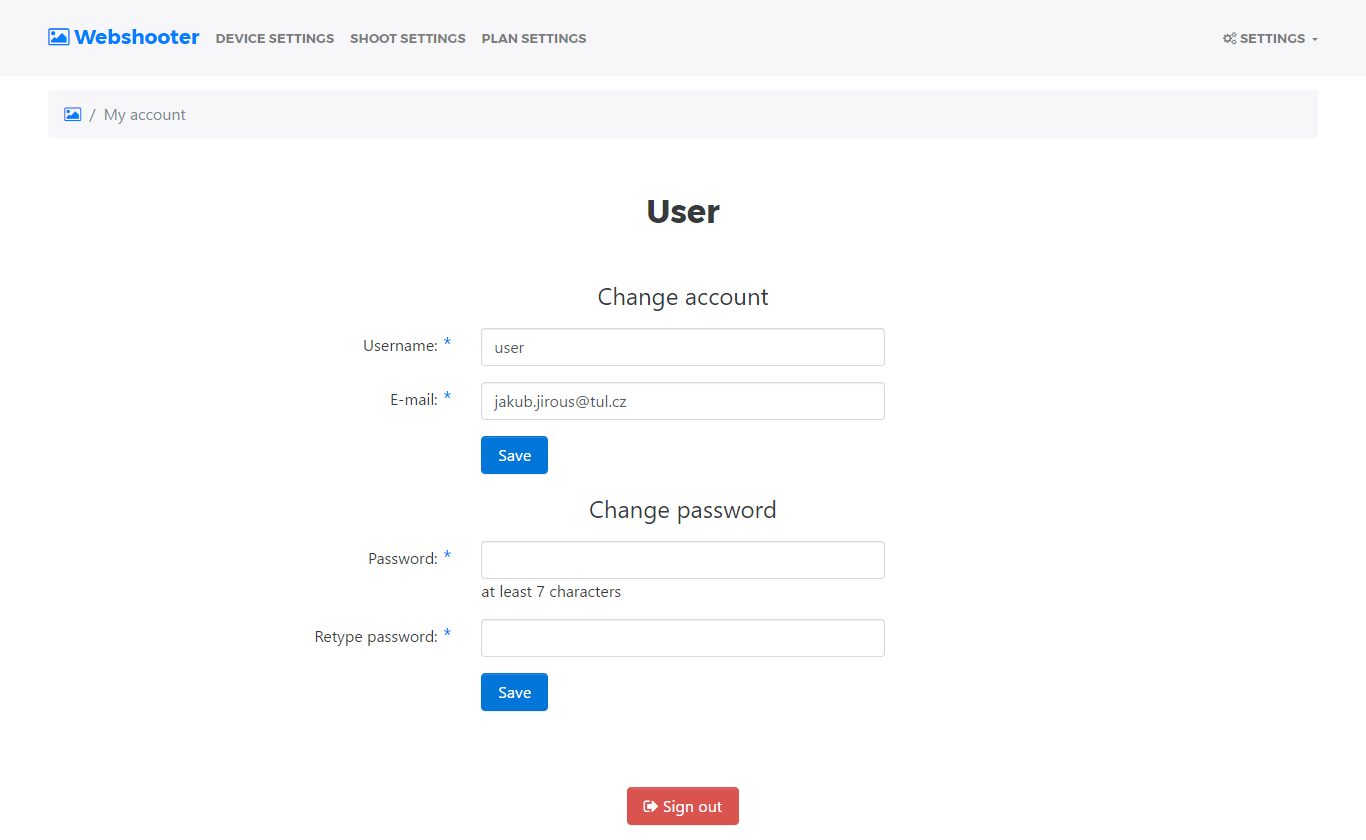 Webshooter DEVICE SETTINGS SHOOT SETTINGS PLAN SETTINGS SETTINGS
/ My account
User
Change account
Username: * user
E-mail: * jakub.jirous@tul.cz
Save
Change password
Password: *
at least 7 characters
Retype password: *
Save
Sign out